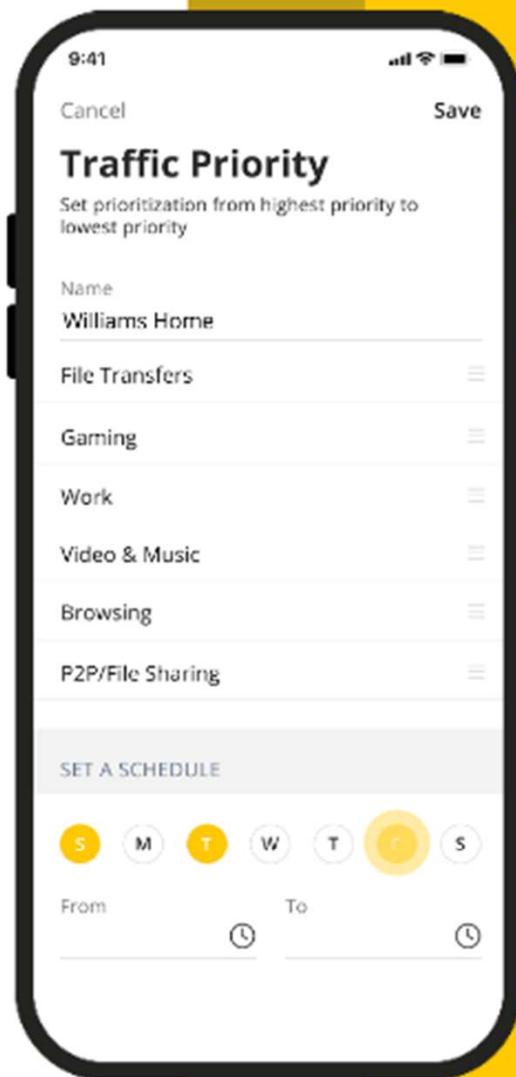 9:41
Cancel Save
Traffic Priority
Set prioritization from highest priority to
lowest priority
Name
Williams Home
File Transfers
Gaming
Work
Video & Music
Browsing
P2P/File Sharing
SET A SCHEDULE
S M T W T F S
From To